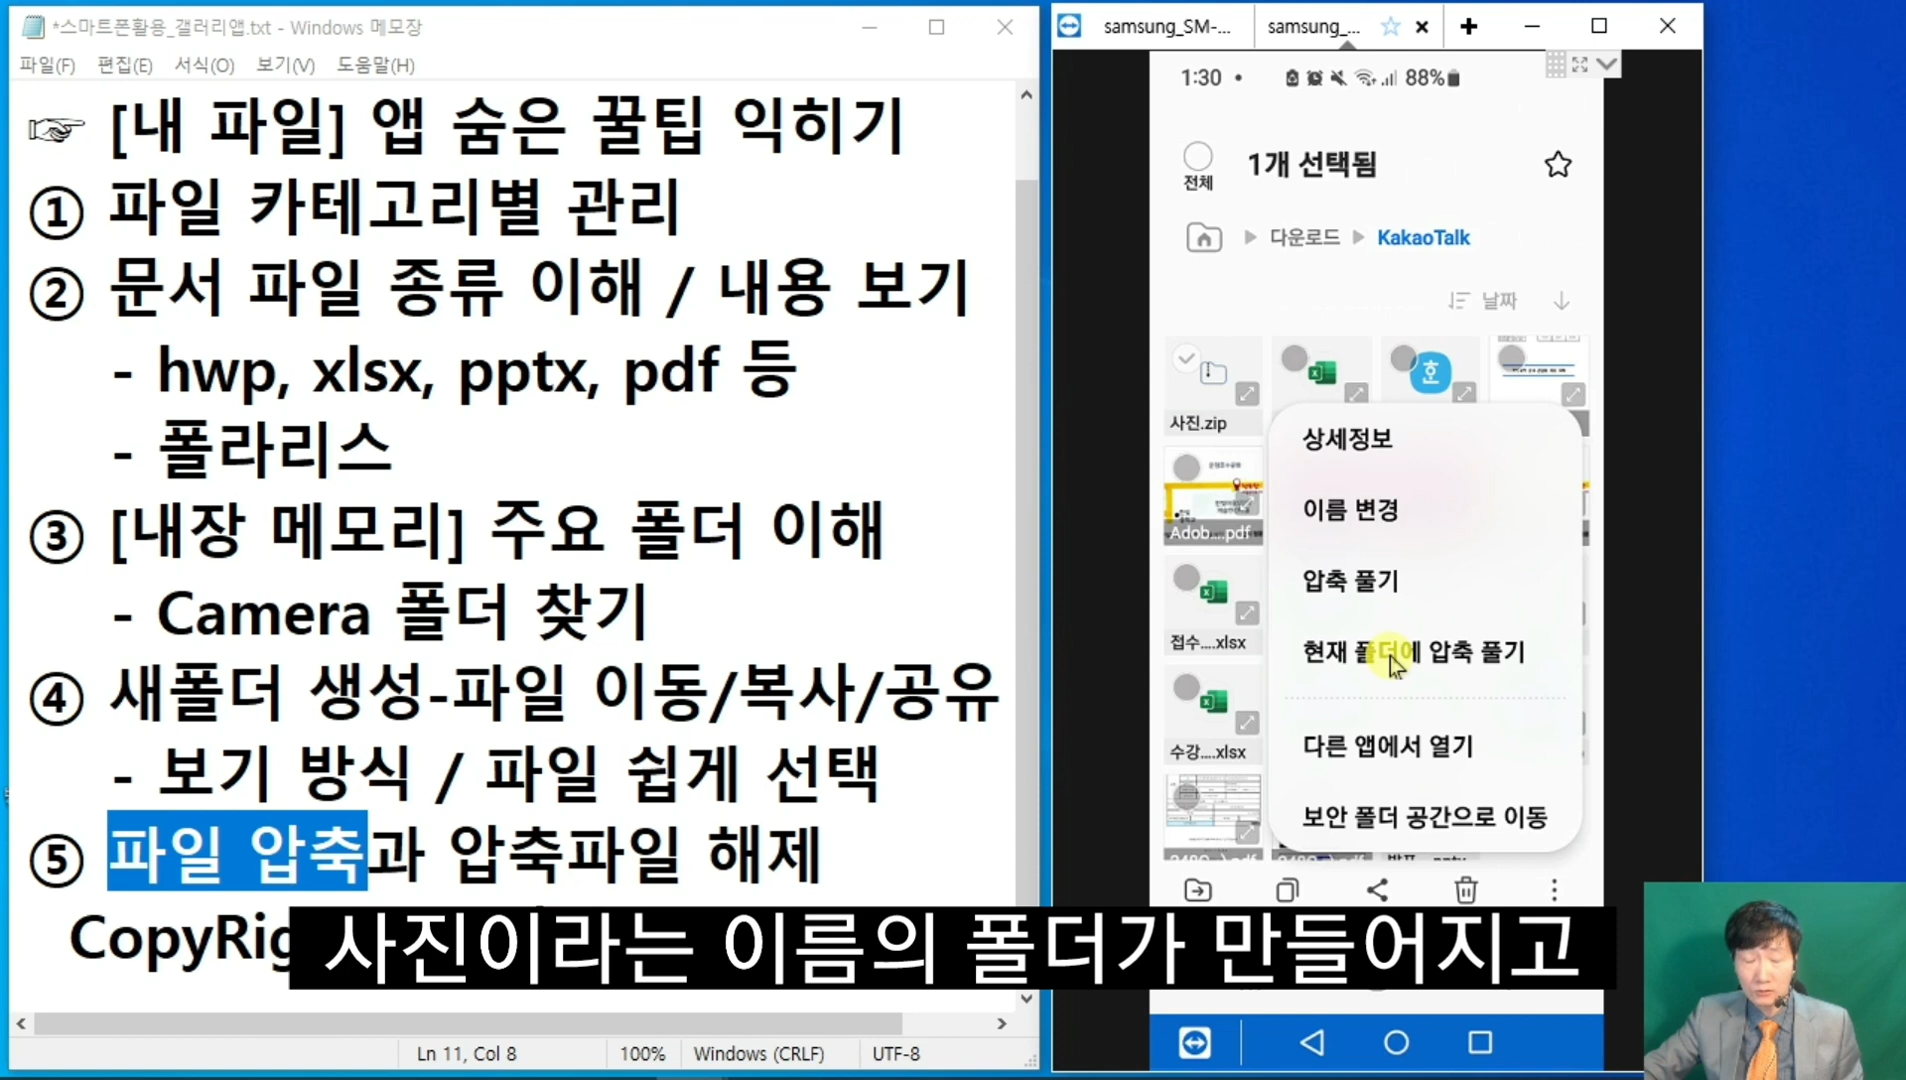 *스마트폰활용_갤러리앱.txt - Windows 메모장
파일(F) 편집(E) 서식(O) 보기(V) 도움말(H)
☞ [내 파일] 앱 숨은 꿀팁 익히기
① 파일 카테고리별 관리
② 문서 파일 종류 이해 / 내용 보기
- hwp, xlsx, pptx, pdf 등
- 폴라리스
③ [내장 메모리] 주요 폴더 이해
- Camera 폴더 찾기
④ 새폴더 생성-파일 이동/복사/공유
- 보기 방식 / 파일 쉽게 선택
⑤ 파일 압축과 압축파일 해제
CopyRig
Ln 11, Col 8 100% Windows (CRLF) UTF-8
samsung_SM-... samsung_...
1:30 88%
전체 1개 선택됨
다운로드 KakaoTalk
날짜
사진.zip
Adob....pdf
접수....xlsx
수강....xlsx
상세정보
이름 변경
압축 풀기
현재 폴더에 압축 풀기
다른 앱에서 열기
보안 폴더 공간으로 이동
사진이라는 이름의 폴더가 만들어지고